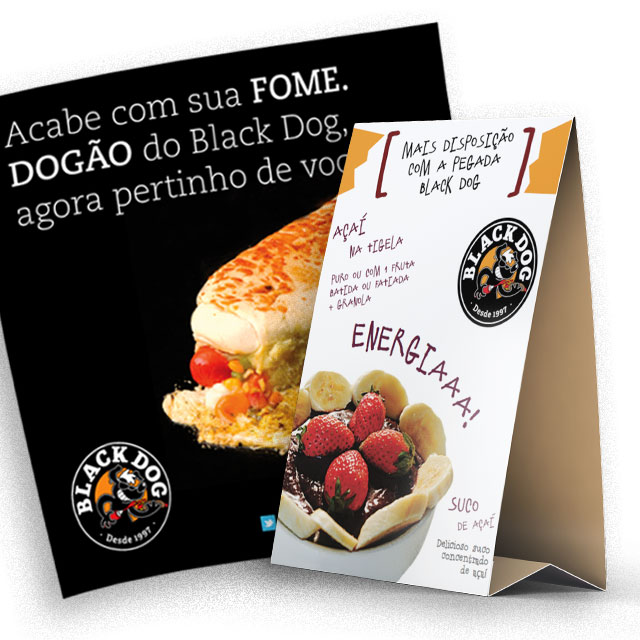 Acabe com sua FOME.
DOGÃO do Black Dog,
agora pertinho de
BLACK DOG
Desde 1997
MAIS DISPOSIÇÃO
COM A PEGADA
BLACK DOG
AÇAÍ
NA TIGELA
PURO OU COM 1 FRUTA
BATIDA OU FATIADA
+ GRANOLA
BLACK DOG
Desde 1997
ENERGIAAA!
SUCO
DE AÇAÍ
Delicioso suco
concentrado
de açaí